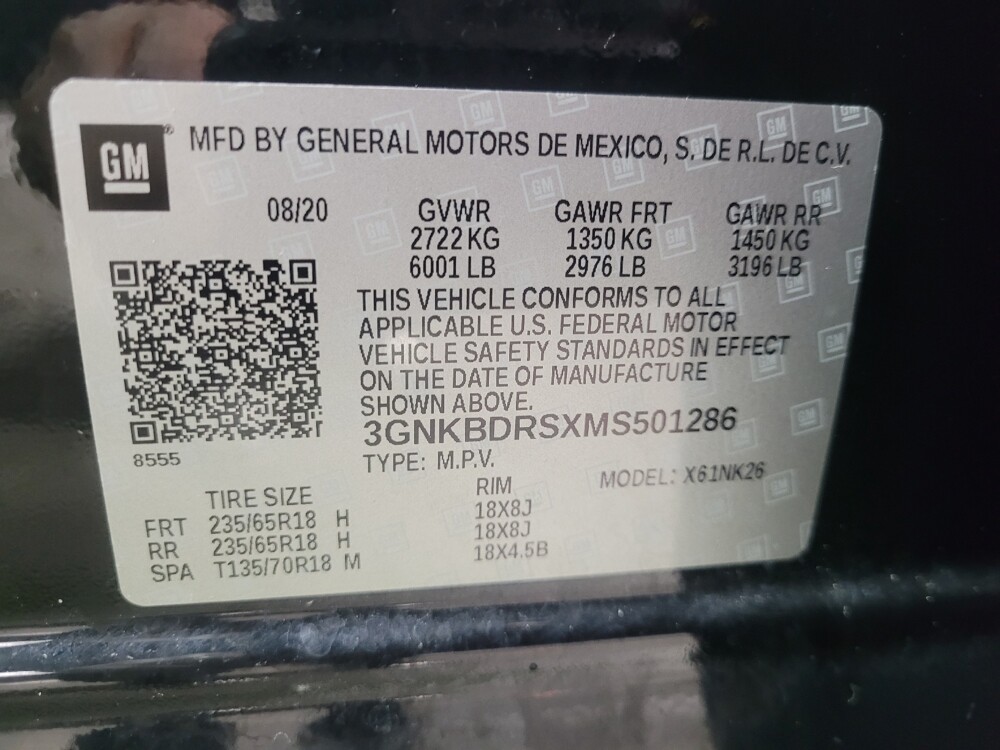 GM
MFD BY GENERAL MOTORS DE MEXICO, S. DE R.L. DE C.V.
08/20 GVWR GAWR FRT GAWR RR
2722 KG 1350 KG 1450 KG
6001 LB 2976 LB 3196 LB
THIS VEHICLE CONFORMS TO ALL
APPLICABLE U.S. FEDERAL MOTOR
VEHICLE SAFETY STANDARDS IN EFFECT
ON THE DATE OF MANUFACTURE
SHOWN ABOVE.
3GNKBDRSXMS501286
8555
TYPE: M.P.V. MODEL: X61NK26
TIRE SIZE RIM
FRT 235/65R18 H 18X8J
RR 235/65R18 H 18X8J
SPA T135/70R18 M 18X4.5B